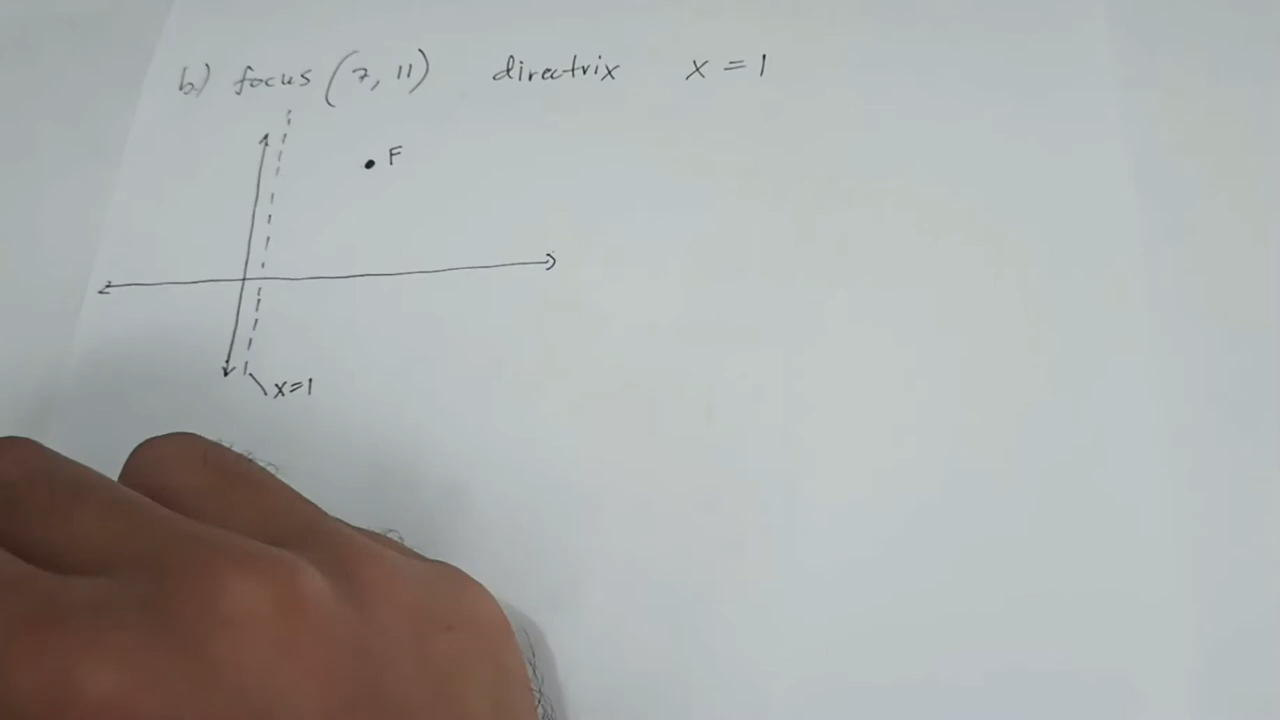 b.) focus (7, 11) directrix x = 1
F
x=1